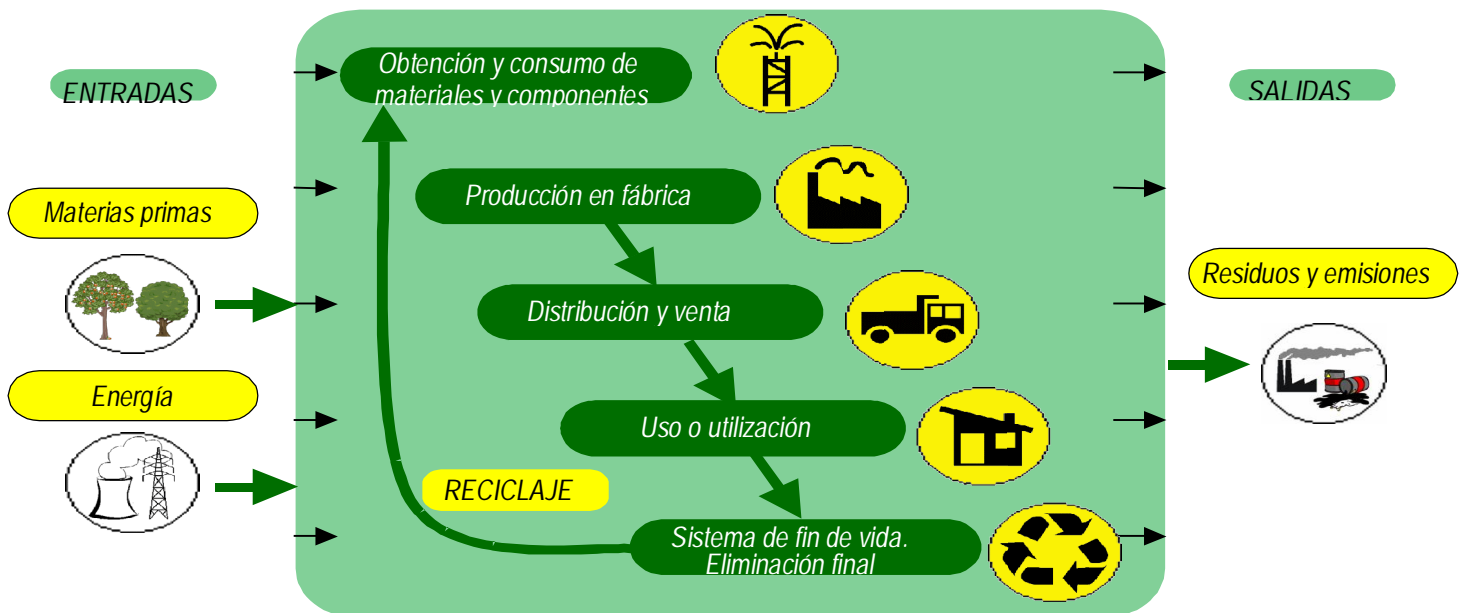 ENTRADAS
Obtención y consumo de
materiales y componentes
SALIDAS
Materias primas
Producción en fábrica
Distribución y venta
Residuos y emisiones
Energía
Uso o utilización
RECICLAJE
Sistema de fin de vida.
Eliminación final